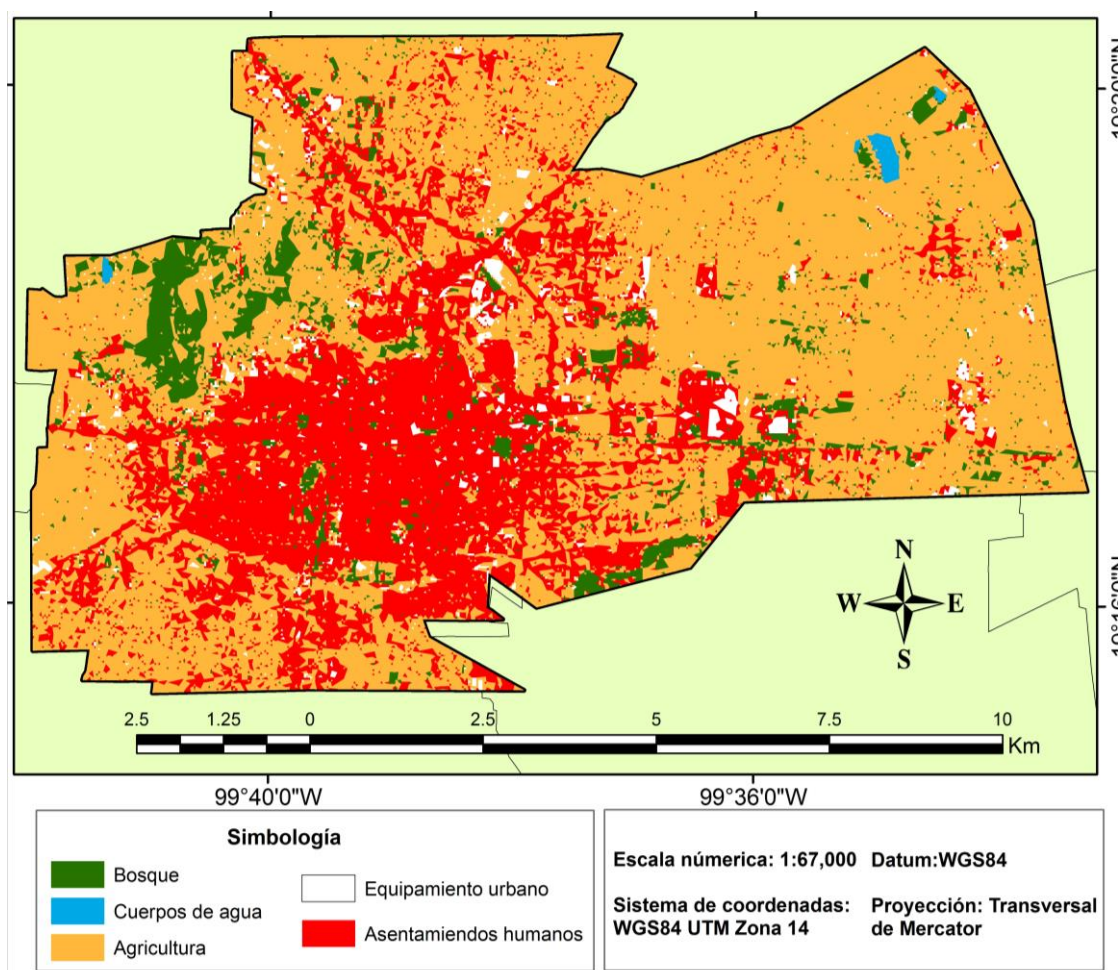 N
W E
S
2.5 1.25 0 2.5 5 7.5 10
Km
99°40'0"W 99°36'0"W
Simbología
Bosque
Cuerpos de agua
Agricultura
Equipamiento urbano
Asentamiendos humanos
Escala númerica: 1:67,000 Datum:WGS84
Sistema de coordenadas:
WGS84 UTM Zona 14
Proyección: Transversal
de Mercator